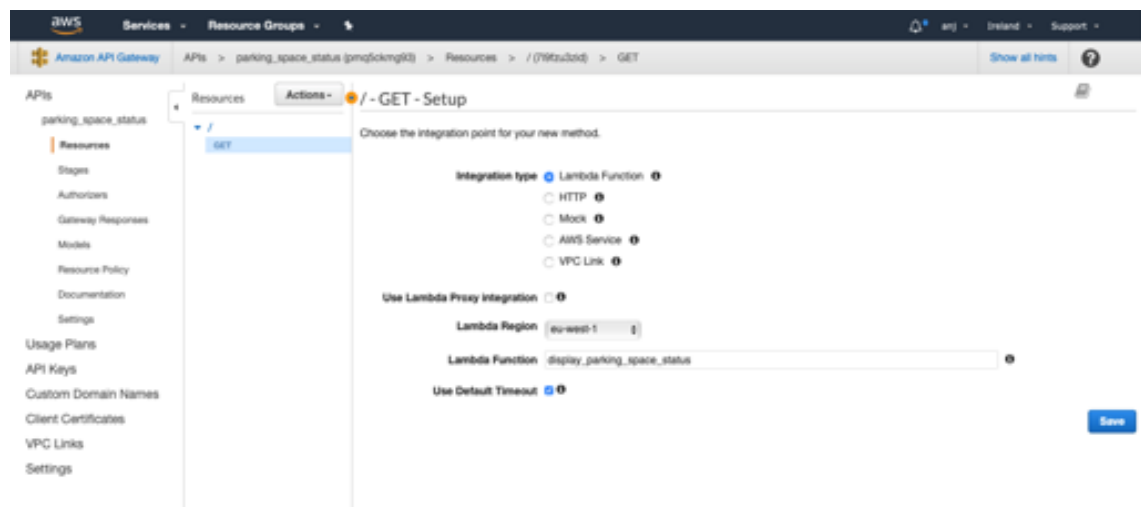 aws Services Resource Groups anj Ireland Support
Amazon API Gateway APIs > parking_space_status > Resources > / > GET Show all hints ?
APIs
parking_space_status
Resources
Stages
Authorizers
Gateway Responses
Models
Resource Policy
Documentation
Settings
Usage Plans
API Keys
Custom Domain Names
Client Certificates
VPC Links
Settings
Resources Actions
/
GET
/ - GET - Setup
Choose the integration point for your new method.
Integration type Lambda Function
HTTP
Mock
AWS Service
VPC Link
Use Lambda Proxy integration
Lambda Region eu-west-1
Lambda Function display_parking_space_status
Use Default Timeout
Save